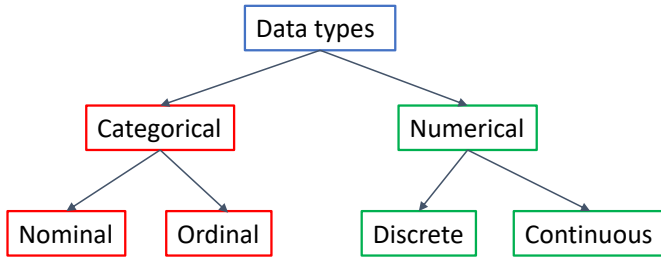 Data types
Categorical
Numerical
Nominal
Ordinal
Discrete
Continuous